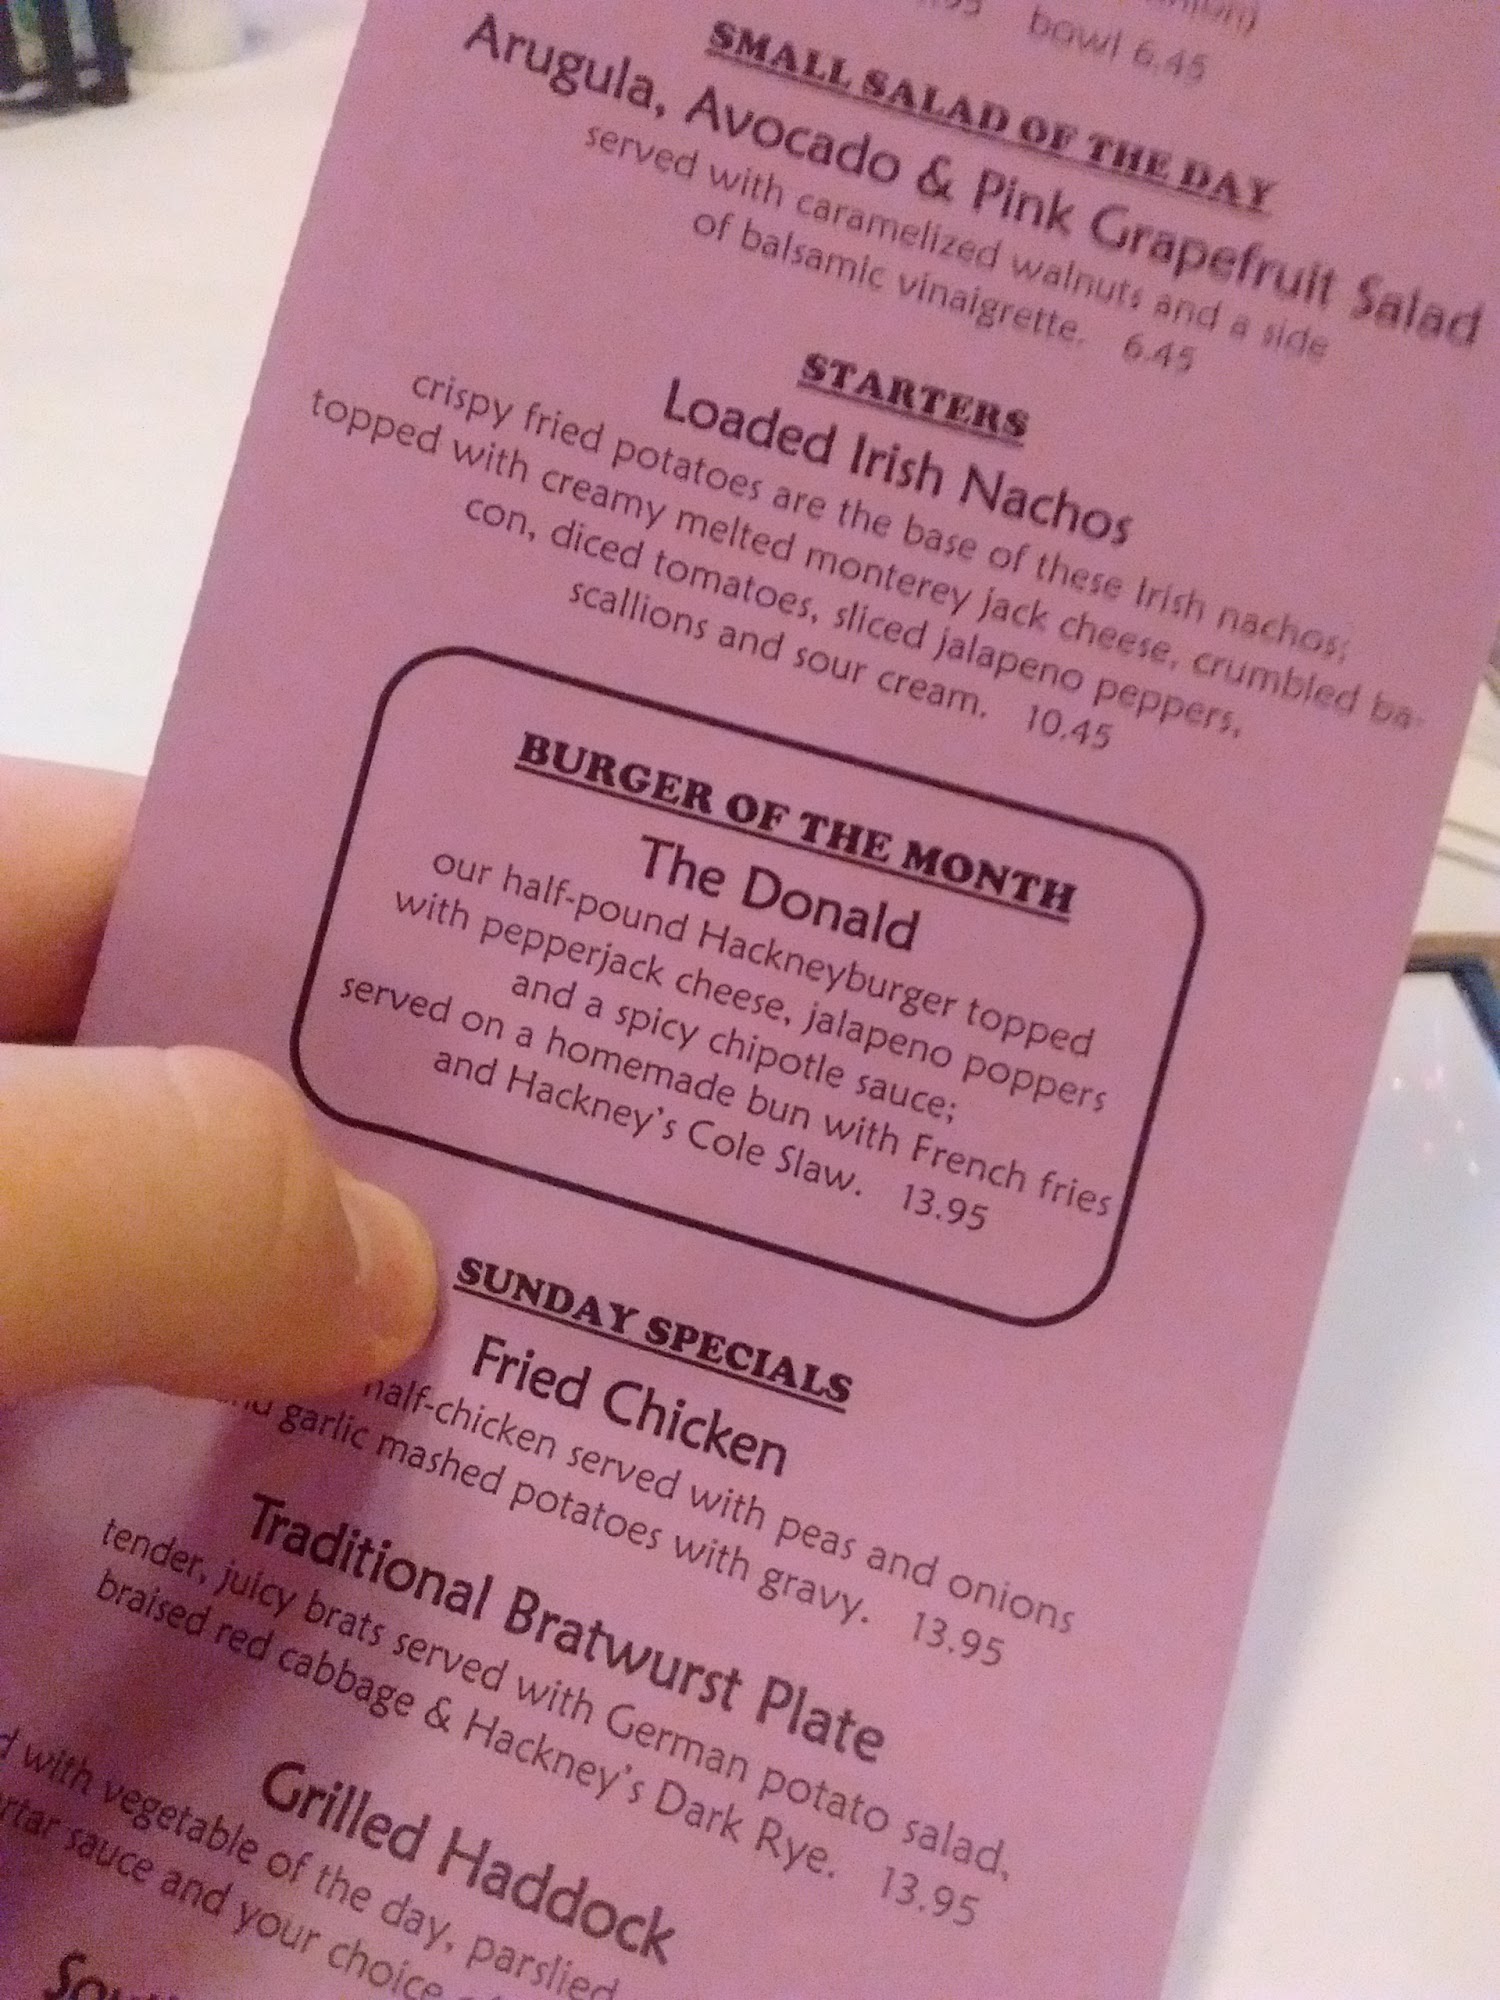 bowl 6.45
SMALL SALAD OF THE DAY
Arugula, Avocado & Pink Grapefruit Salad
served with caramelized walnuts and a side
of balsamic vinaigrette. 6.45
STARTERS
Loaded Irish Nachos
crispy fried potatoes are the base of these Irish nachos;
topped with creamy melted monterey jack cheese, crumbled ba-
con, diced tomatoes, sliced jalapeno peppers,
scallions and sour cream. 10.45
BURGER OF THE MONTH
The Donald
our half-pound Hackneyburger topped
with pepperjack cheese, jalapeno poppers
and a spicy chipotle sauce;
served on a homemade bun with French fries
and Hackney's Cole Slaw. 13.95
SUNDAY SPECIALS
Fried Chicken
half-chicken served with peas and onions
garlic mashed potatoes with gravy. 13.95
Traditional Bratwurst Plate
tender, juicy brats served with German potato salad,
braised red cabbage & Hackney's Dark Rye. 13.95
Grilled Haddock
with vegetable of the day, parslied
sauce and your choice